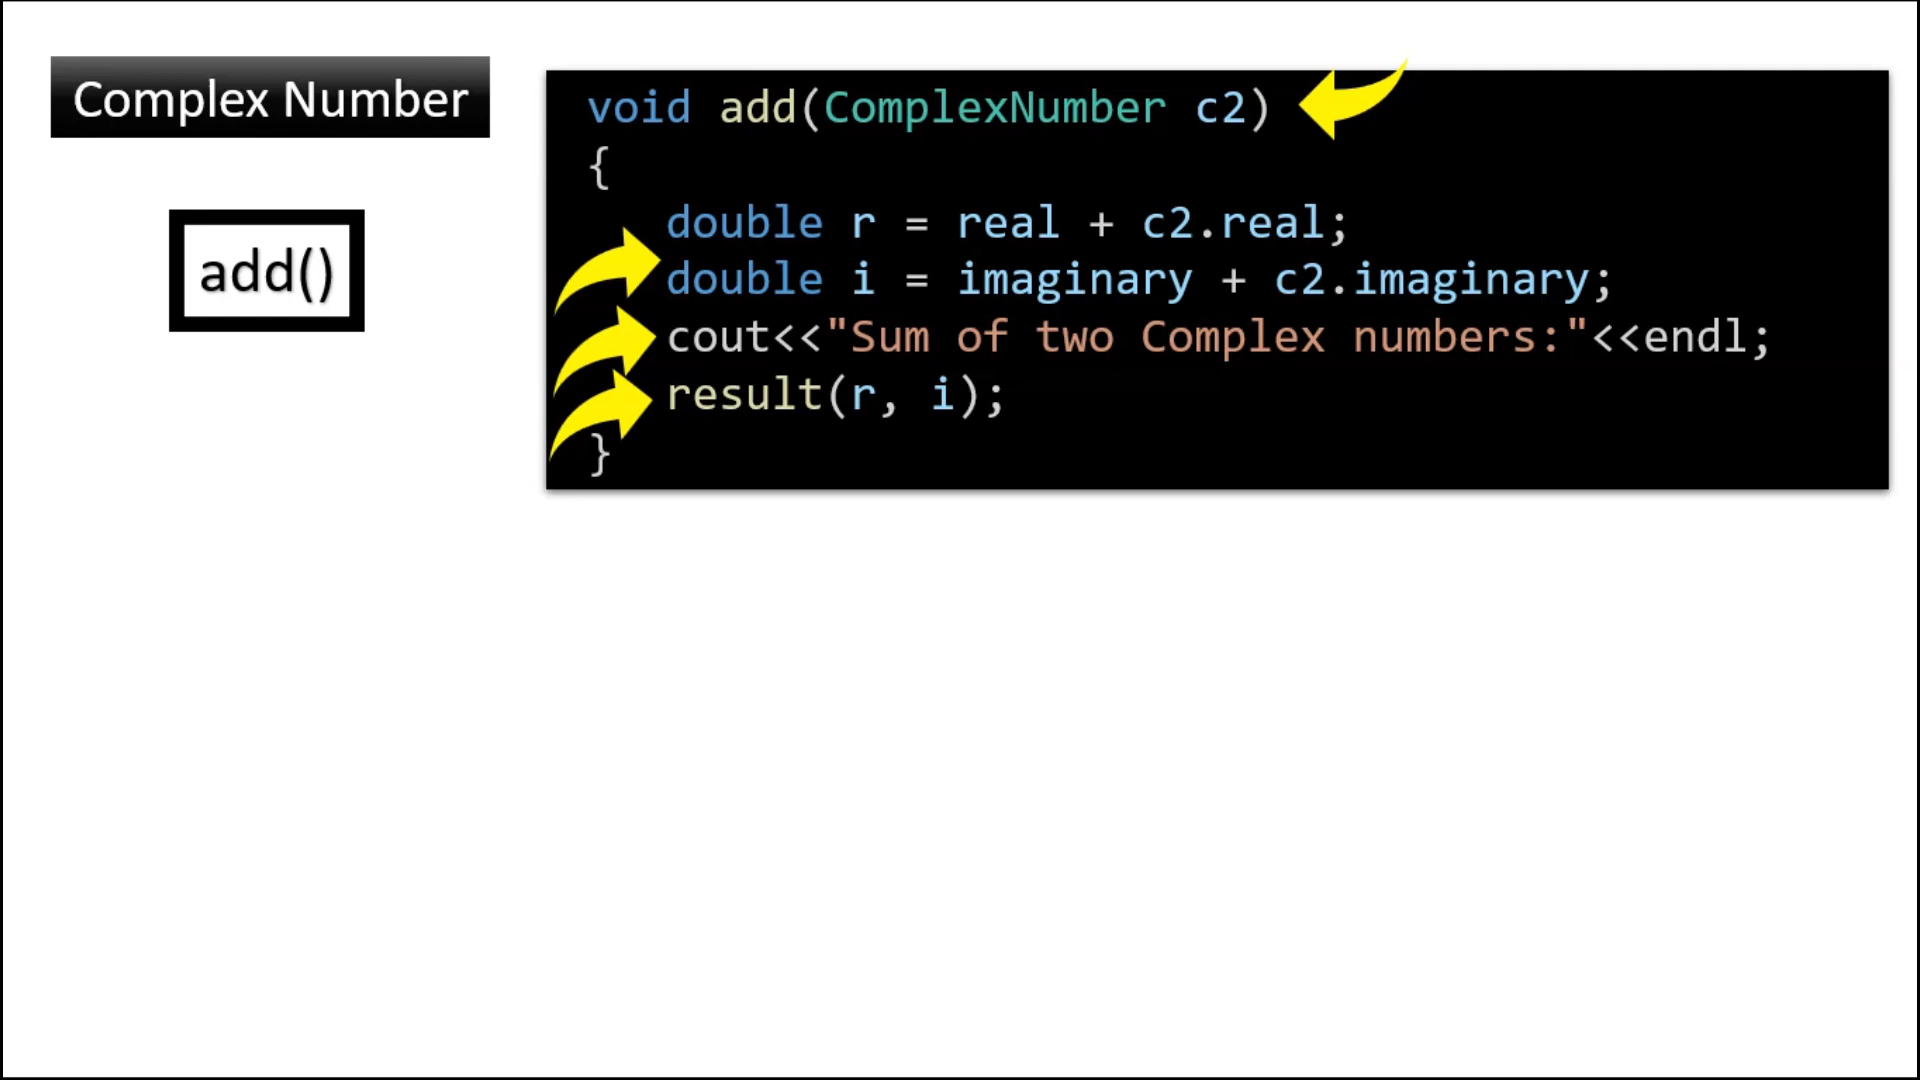 Complex Number
add()
void add(ComplexNumber c2)
{
double r = real + c2.real;
double i = imaginary + c2.imaginary;
cout<<"Sum of two Complex numbers:"<<endl;
result(r, i);
}